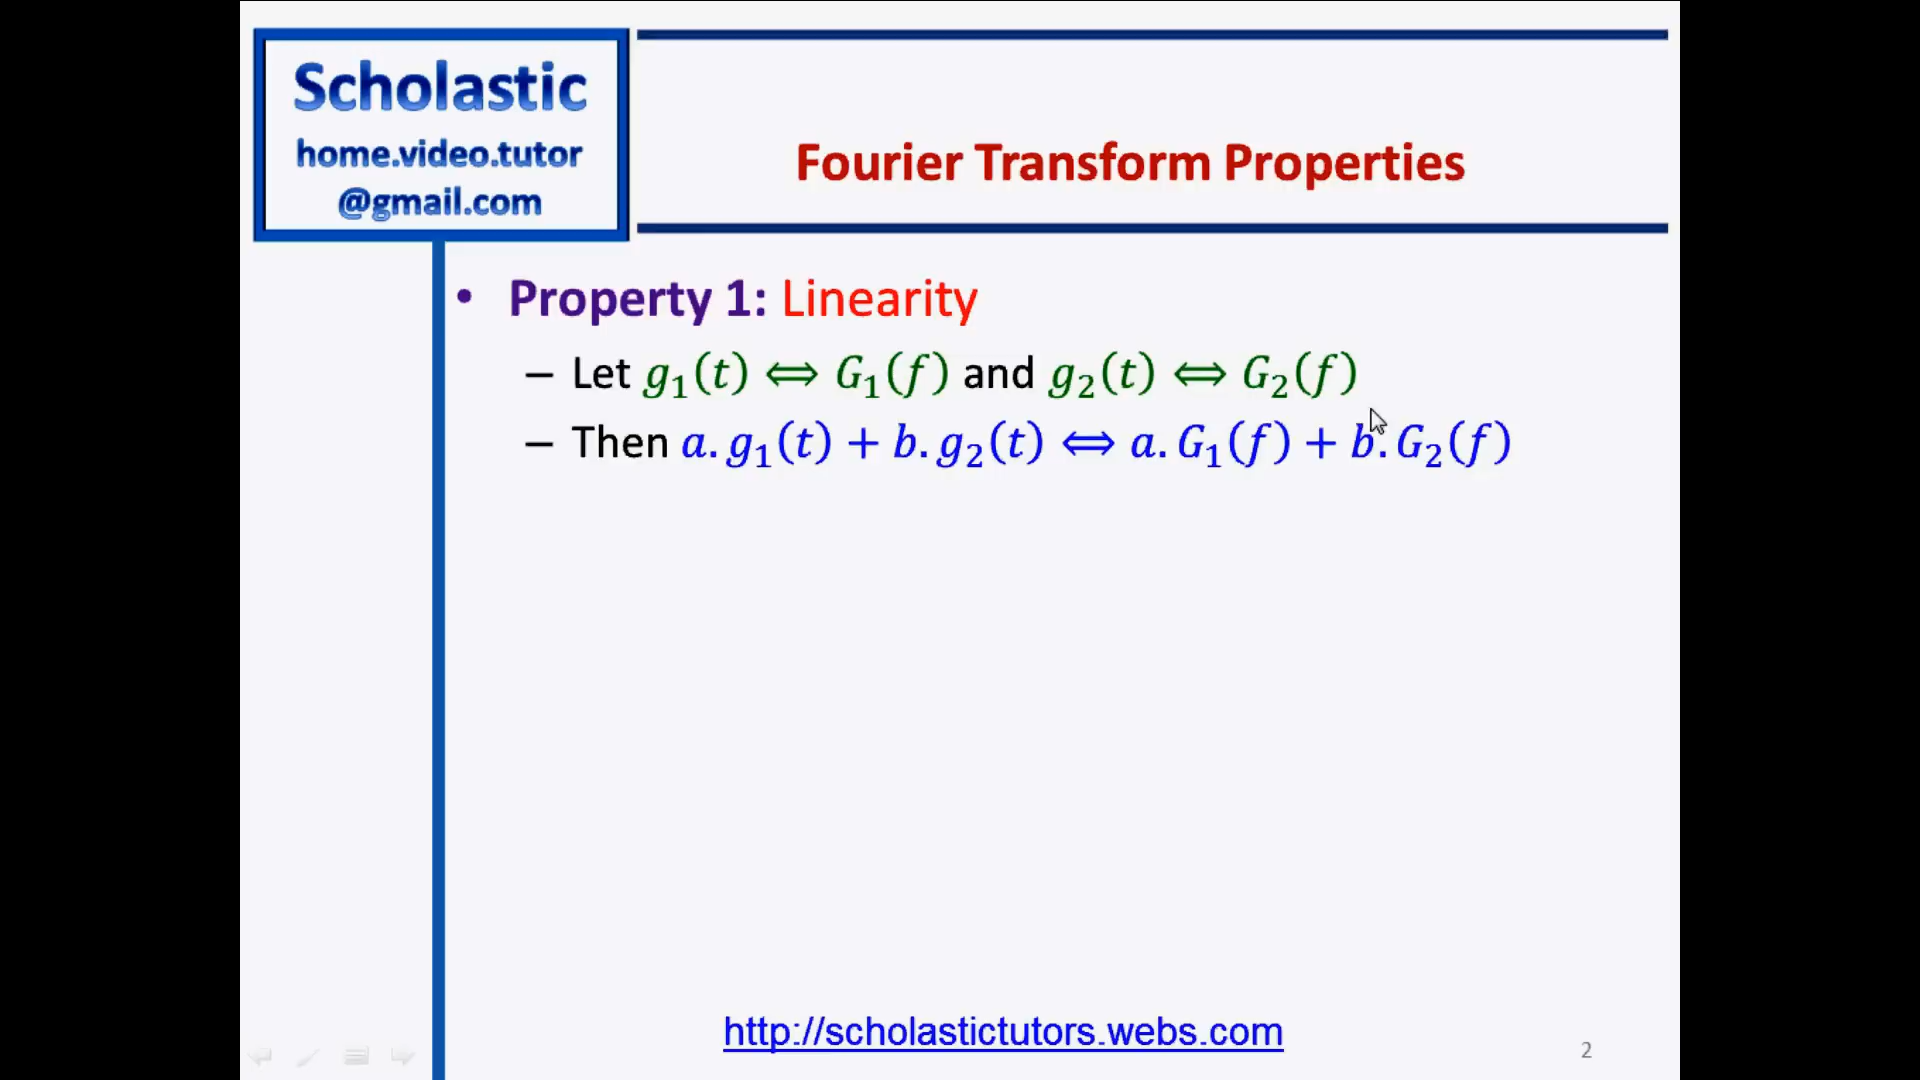 Scholastic
home.video.tutor
@gmail.com
Fourier Transform Properties
• Property 1: Linearity
– Let g₁(t) ⟺ G₁(f) and g₂(t) ⟺ G₂(f)
– Then a.g₁(t) + b.g₂(t) ⟺ a.G₁(f) + b.G₂(f)
http://scholastictutors.webs.com
2